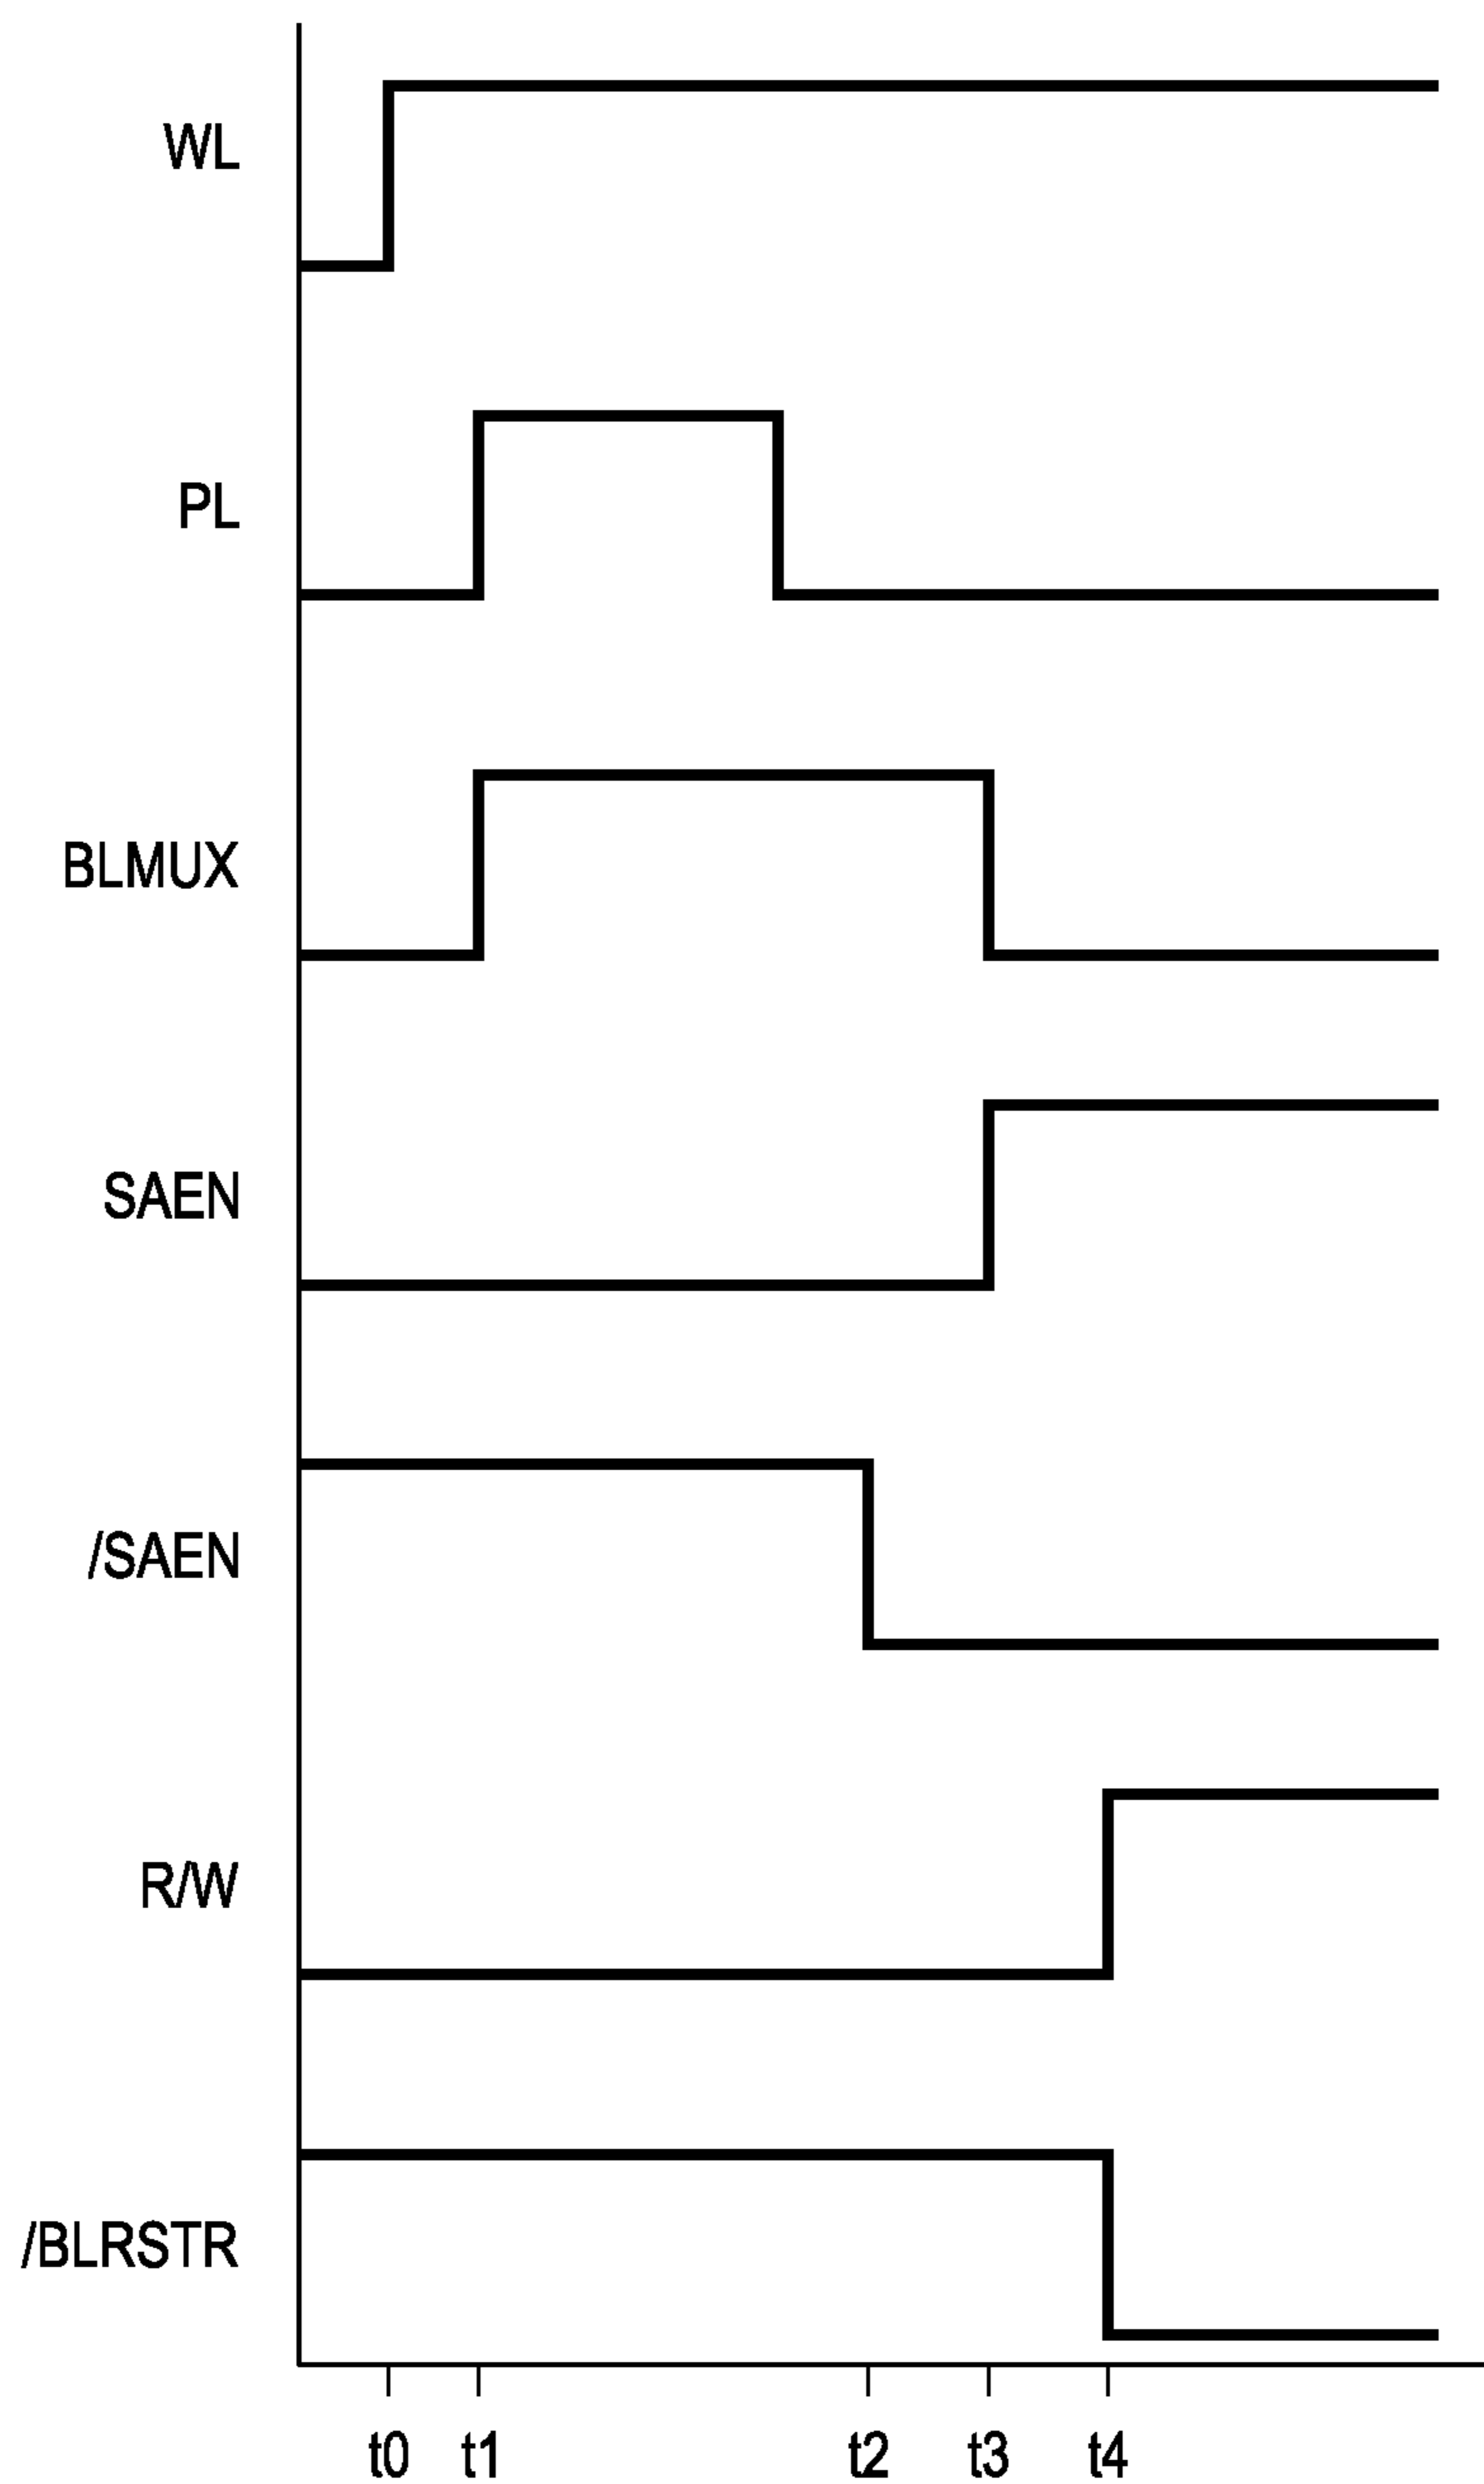 WL
PL
BLMUX
SAEN
/SAEN
R/W
/BLRSTR
t0 t1 t2 t3 t4